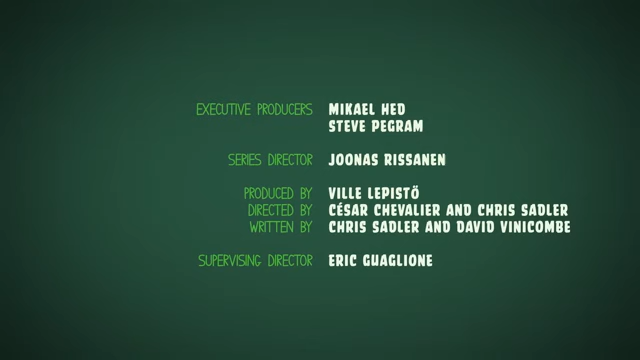 EXECUTIVE PRODUCERS MIKAEL HED
STEVE PEGRAM
SERIES DIRECTOR JOONAS RISSANEN
PRODUCED BY VILLE LEPISTÖ
DIRECTED BY CÉSAR CHEVALIER AND CHRIS SADLER
WRITTEN BY CHRIS SADLER AND DAVID VINICOMBE
SUPERVISING DIRECTOR ERIC GUAGLIONE